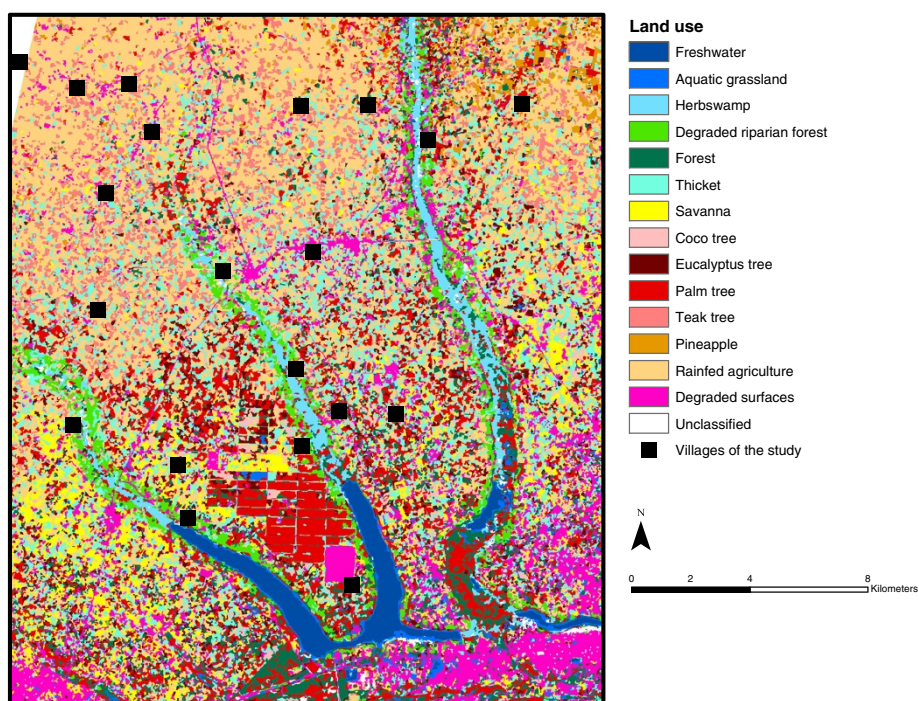 Land use
Freshwater
Aquatic grassland
Herbswamp
Degraded riparian forest
Forest
Thicket
Savanna
Coco tree
Eucalyptus tree
Palm tree
Teak tree
Pineapple
Rainfed agriculture
Degraded surfaces
Unclassified
Villages of the study
N
0 2 4 8
Kilometers